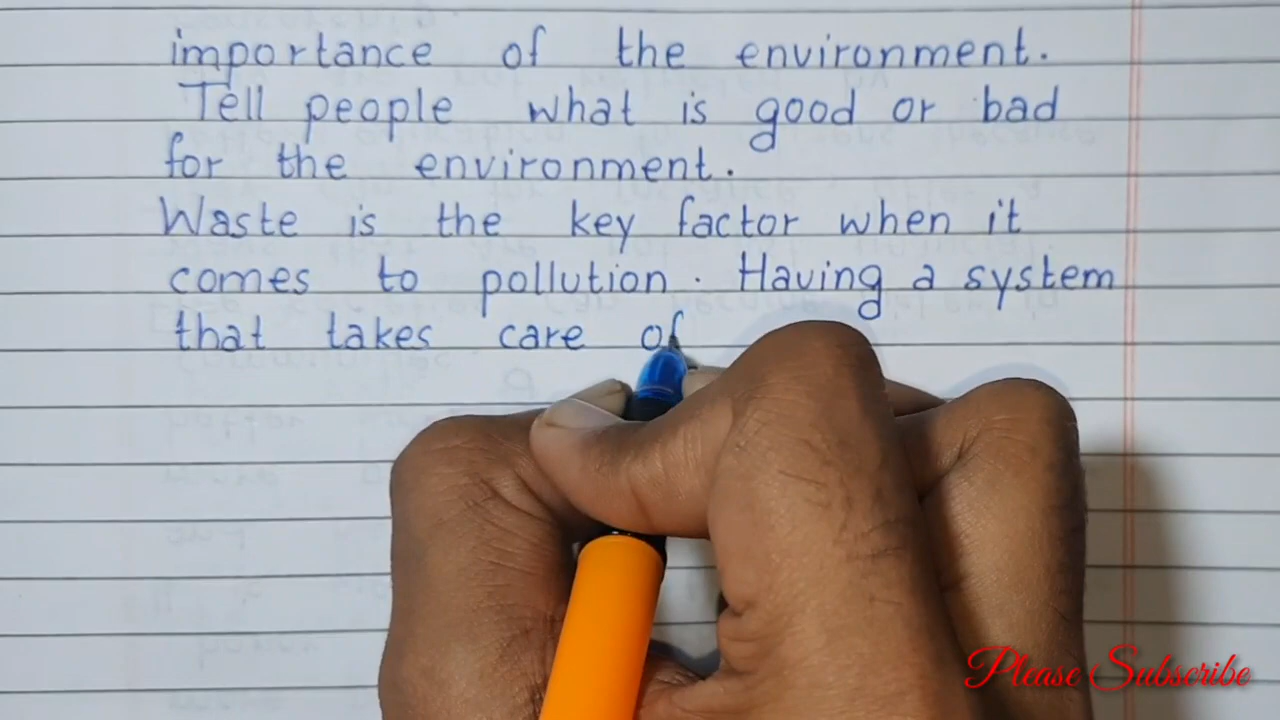 importance of the environment.
Tell people what is good or bad
for the environment.
Waste is the key factor when it
comes to pollution. Having a system
that takes care of
Please Subscribe